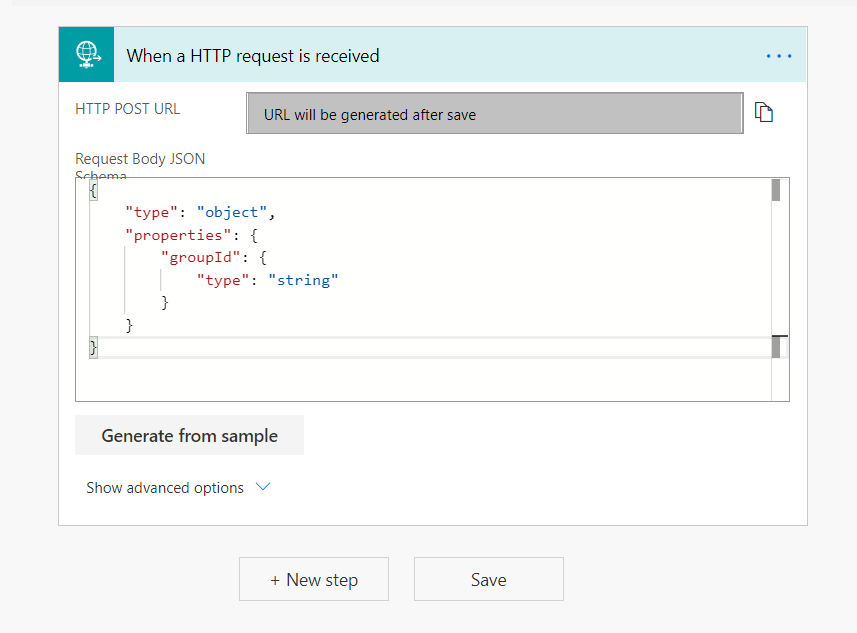 When a HTTP request is received
...
HTTP POST URL
URL will be generated after save
Request Body JSON
Schema
{
"type": "object",
"properties": {
"groupId": {
"type": "string"
}
}
}
Generate from sample
Show advanced options
+ New step
Save